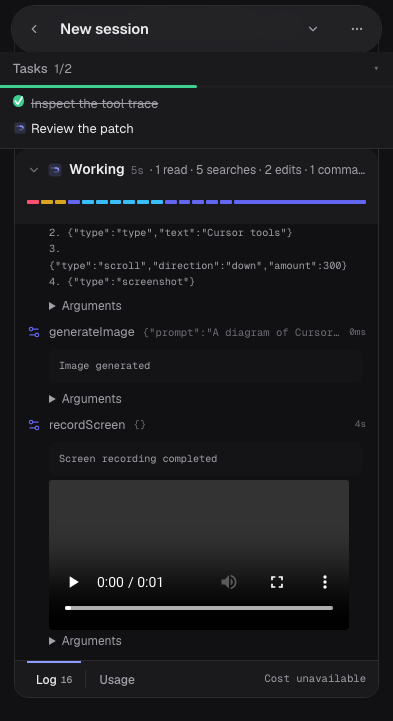 New session
Tasks 1/2
Inspect the tool trace
Review the patch
Working 5s · 1 read · 5 searches · 2 edits · 1 comma…
2. {"type":"type","text":"Cursor tools"}
3.
{"type":"scroll","direction":"down","amount":300}
4. {"type":"screenshot"}
Arguments
generateImage {"prompt":"A diagram of Cursor… 0ms
Image generated
Arguments
recordScreen {} 4s
Screen recording completed
0:00 / 0:01
Arguments
Log 16 Usage Cost unavailable